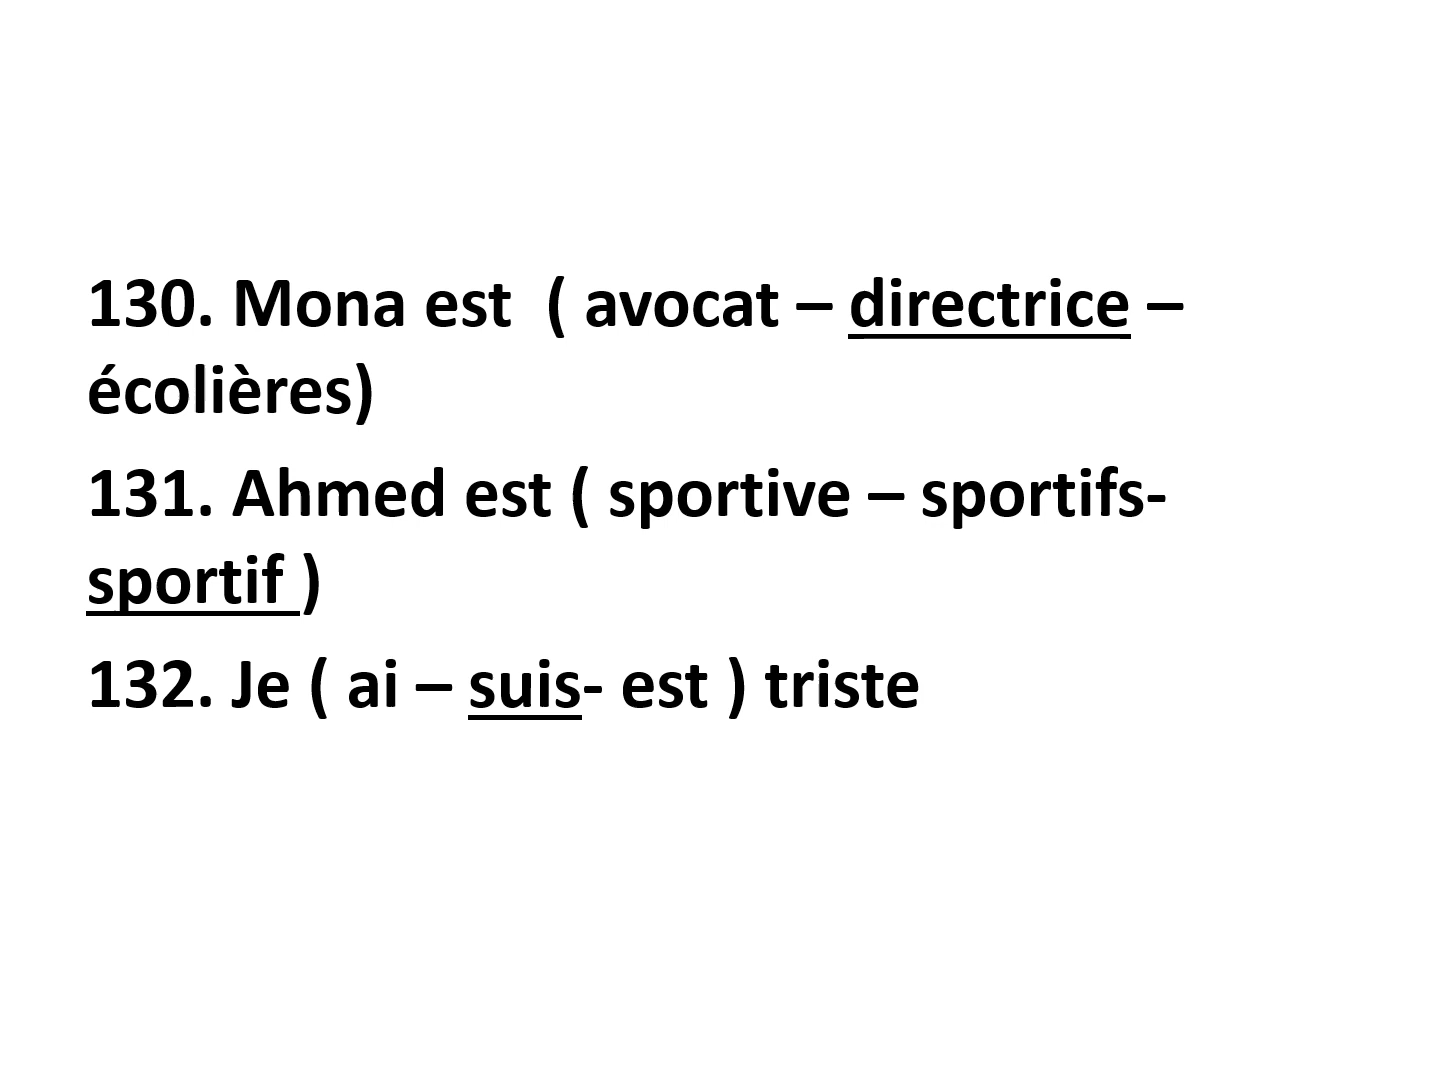 130. Mona est  ( avocat – directrice –
écolières)
131. Ahmed est ( sportive – sportifs-
sportif )
132. Je ( ai – suis- est ) triste